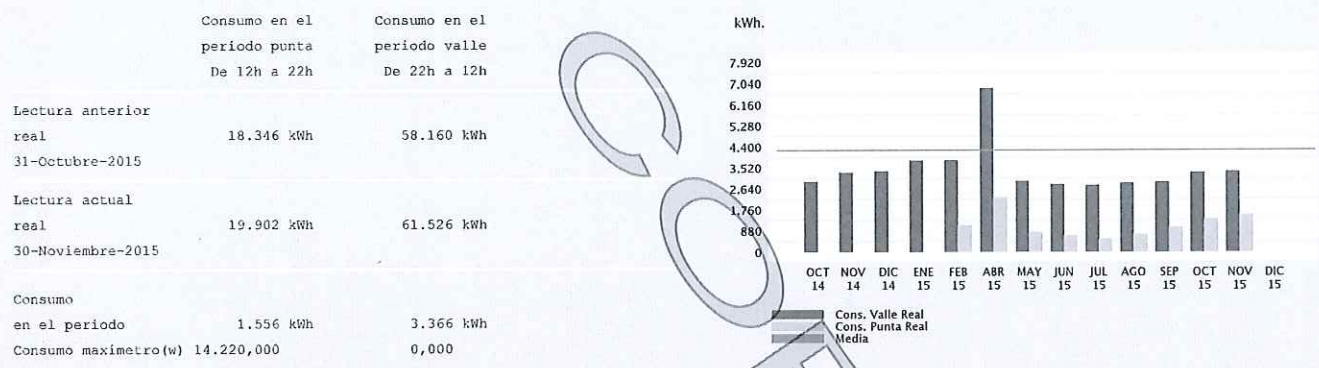 Consumo en el Consumo en el
periodo punta periodo valle
De 12h a 22h De 22h a 12h
Lectura anterior
real 18.346 kWh 58.160 kWh
31-Octubre-2015
Lectura actual
real 19.902 kWh 61.526 kWh
30-Noviembre-2015
Consumo
en el periodo 1.556 kWh 3.366 kWh
Consumo maximetro(w) 14.220,000 0,000
kWh.
7.920
7.040
6.160
5.280
4.400
3.520
2.640
1.760
880
0
OCT NOV DIC ENE FEB ABR MAY JUN JUL AGO SEP OCT NOV DIC
14 14 14 15 15 15 15 15 15 15 15 15 15 15
Cons. Valle Real
Cons. Punta Real
Media